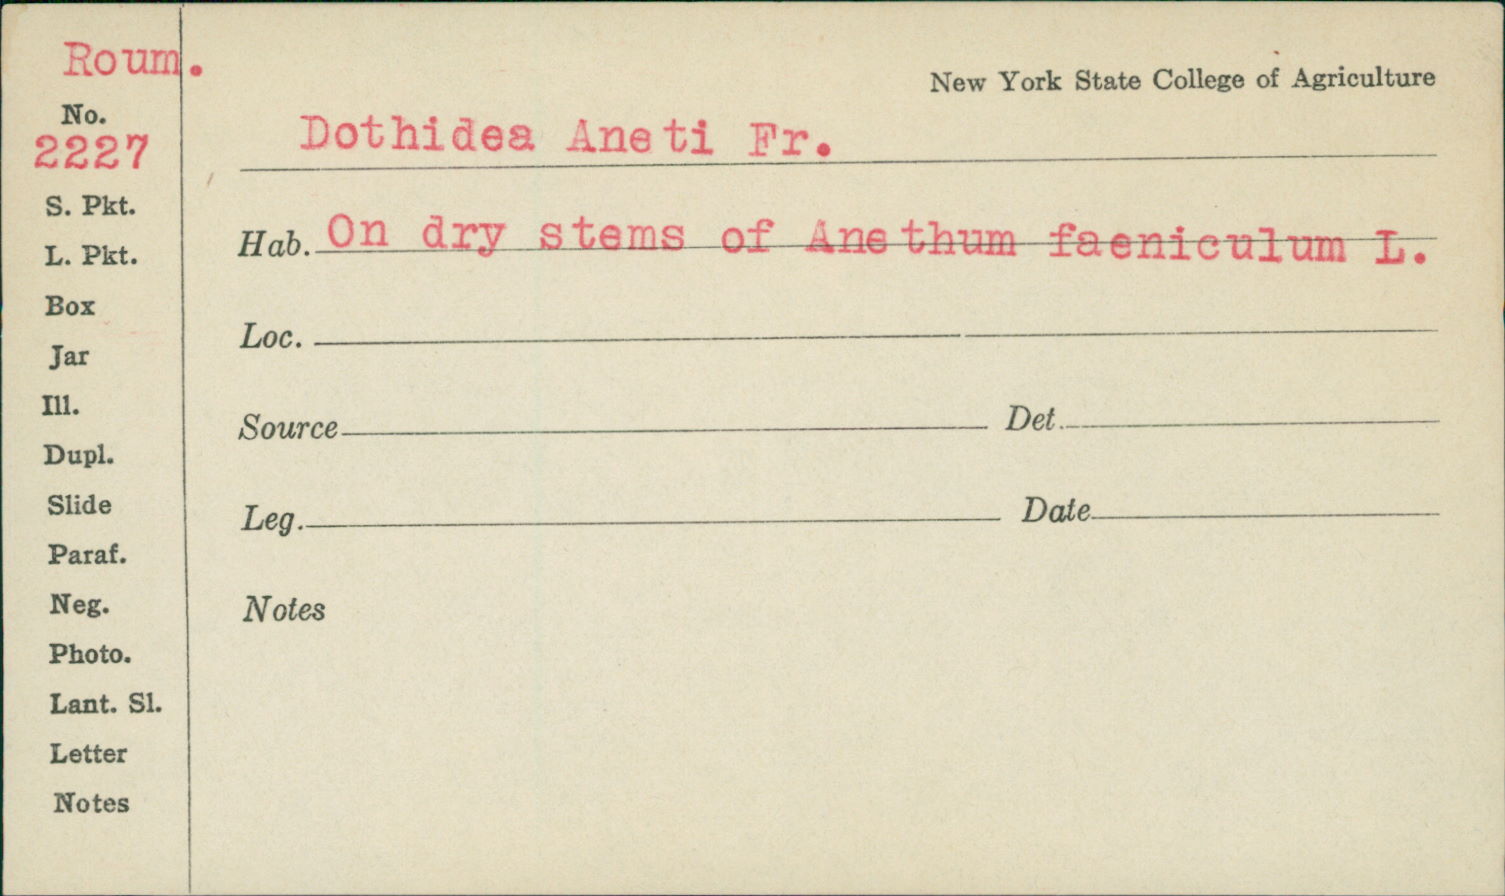 Roum.
No.
2227
S. Pkt.
L. Pkt.
Box
Jar
Ill.
Dupl.
Slide
Paraf.
Neg.
Photo.
Lant. Sl.
Letter
Notes
New York State College of Agriculture
Dothidea Aneti Fr.
Hab. On dry stems of Anethum faeniculum L.
Loc.
Source Det.
Leg. Date
Notes